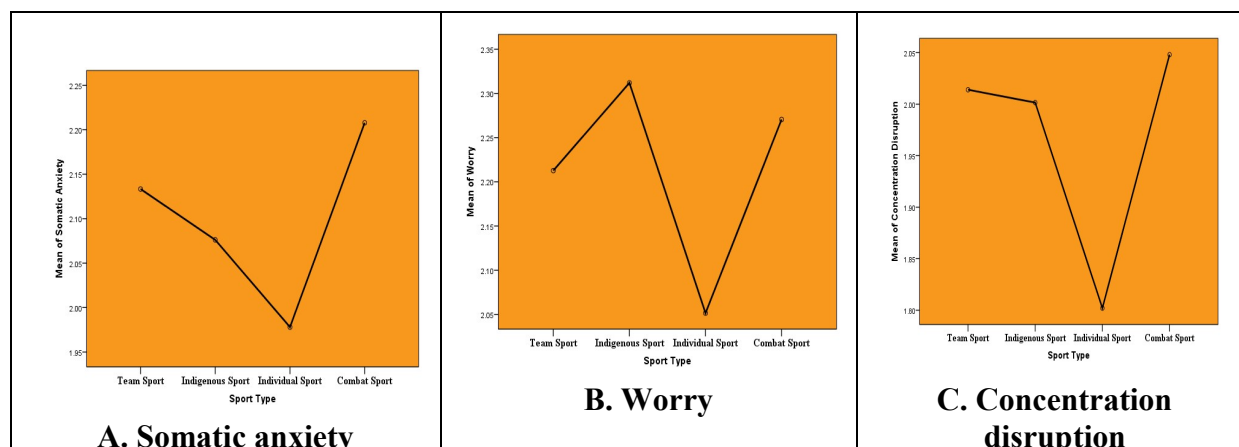 2.25
2.20
2.15
2.10
2.05
2.00
1.95
Mean of Somatic Anxiety
Team Sport Indigenous Sport Individual Sport Combat Sport
Sport Type
A. Somatic anxiety
2.35
2.30
2.25
2.20
2.15
2.10
2.05
Mean of Worry
Team Sport Indigenous Sport Individual Sport Combat Sport
Sport Type
B. Worry
2.05
2.00
1.95
1.90
1.85
1.80
Mean of Concentration Disruption
Team Sport Indigenous Sport Individual Sport Combat Sport
Sport Type
C. Concentration
disruption